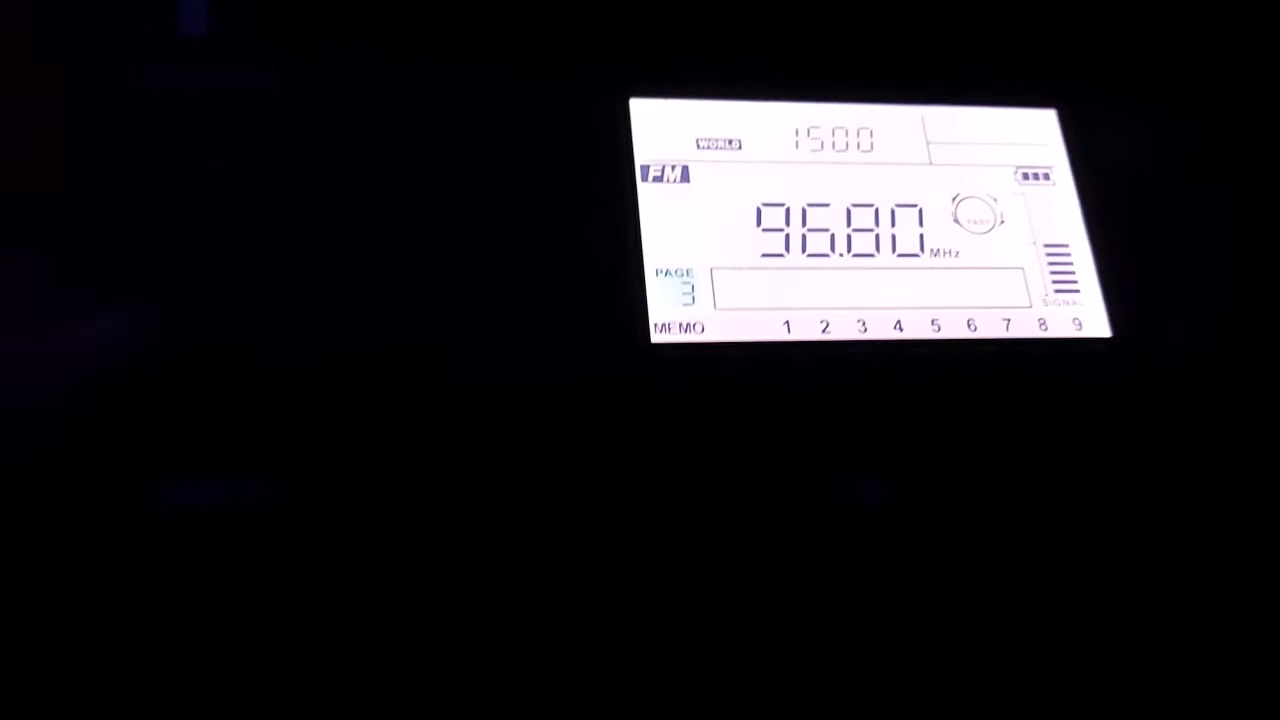 WORLD 1500
FM
96.80 MHz
FAST
PAGE
3
SIGNAL
MEMO 1 2 3 4 5 6 7 8 9